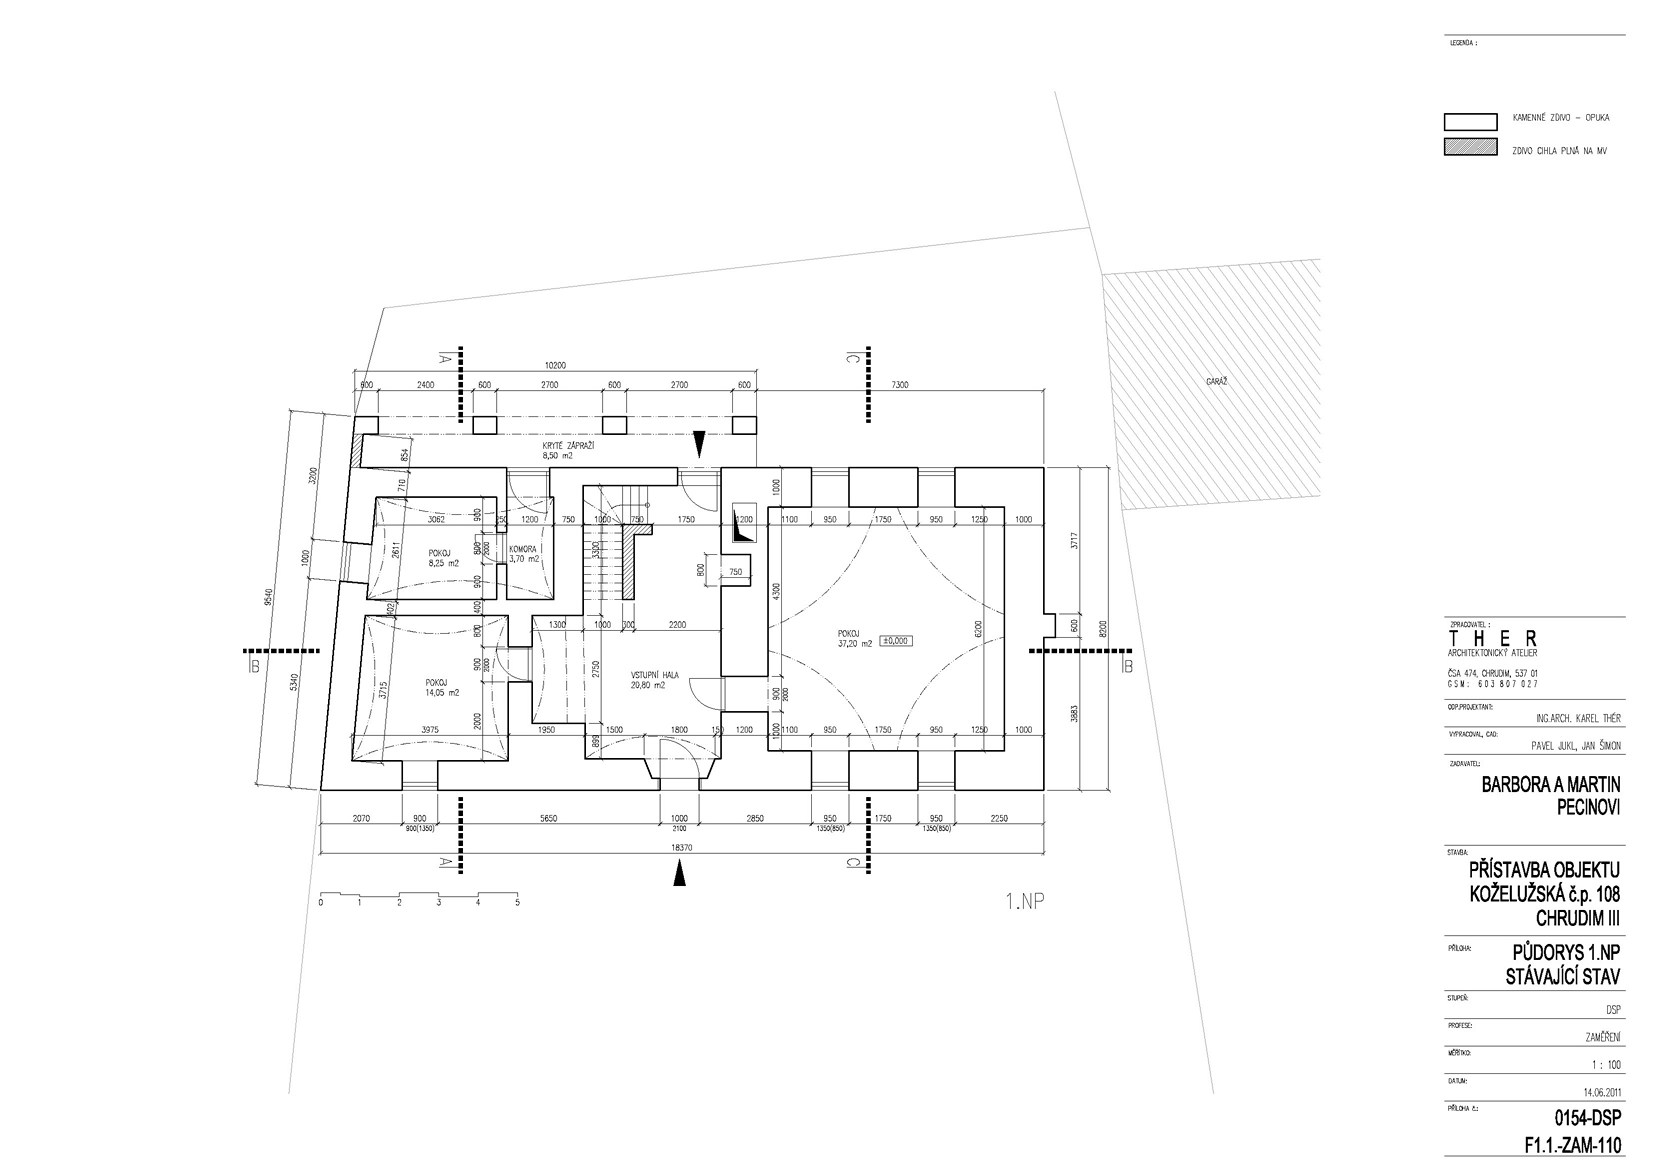 LEGENDA :
KAMENNÉ ZDIVO – OPUKA
ZDIVO CIHLA PLNÁ NA MV
GARÁŽ
A
C
10200
600
2400
600
2700
600
2700
600
7300
KRYTÉ ZÁPRAŽÍ
8,50 m2
854
710
3200
1000
9540
5340
1000
3062
900
50
1200
750
1000
750
1750
1200
1100
950
1750
950
1250
1000
2611
POKOJ
8,25 m2
800
2000
KOMORA
3,70 m2
3300
800
750
3717
900
402
400
4300
800
1300
1000
300
2200
6200
600
8200
POKOJ
37,20 m2
±0,000
B
B
900
2000
2750
VSTUPNÍ HALA
20,80 m2
POKOJ
14,05 m2
3715
900
2000
2000
3883
3975
1950
899
1500
1800
150
1200
1000
1100
950
1750
950
1250
1000
2070
900
5650
1000
2850
950
1750
950
2250
900(1350)
2100
1350(850)
1350(850)
18370
A
C
0 1 2 3 4 5
1.NP
ZPRACOVATEL :
T H E R
ARCHITEKTONICKÝ ATELIER
ČSA 474, CHRUDIM, 537 01
GSM: 603 807 027
ODP.PROJEKTANT:
ING.ARCH. KAREL THÉR
VYPRACOVAL, CAD:
PAVEL JUKL, JAN ŠIMON
ZADAVATEL:
BARBORA A MARTIN
PECINOVI
STAVBA:
PŘÍSTAVBA OBJEKTU
KOŽELUŽSKÁ č.p. 108
CHRUDIM III
PŘÍLOHA:
PŮDORYS 1.NP
STÁVAJÍCÍ STAV
STUPEŇ:
DSP
PROFESE:
ZAMĚŘENÍ
MĚŘÍTKO:
1 : 100
DATUM:
14.06.2011
PŘÍLOHA č.:
0154-DSP
F1.1.-ZAM-110